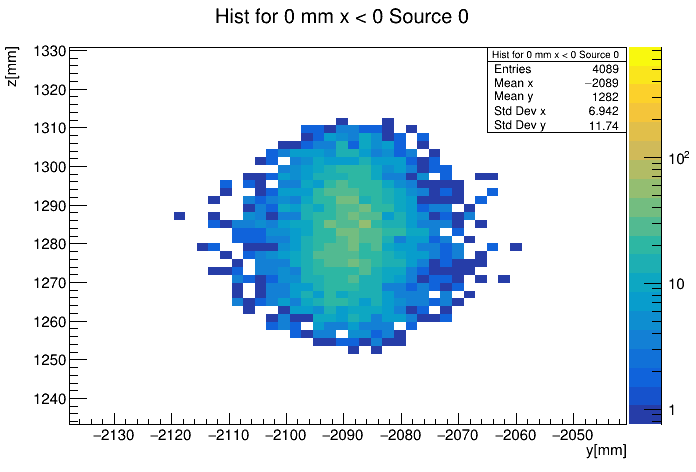 Hist for 0 mm x < 0 Source 0
z[mm]
1330
1320
1310
1300
1290
1280
1270
1260
1250
1240
Hist for 0 mm x < 0 Source 0
Entries 4089
Mean x −2089
Mean y 1282
Std Dev x 6.942
Std Dev y 11.74
10²
10
1
−2130 −2120 −2110 −2100 −2090 −2080 −2070 −2060 −2050
y[mm]